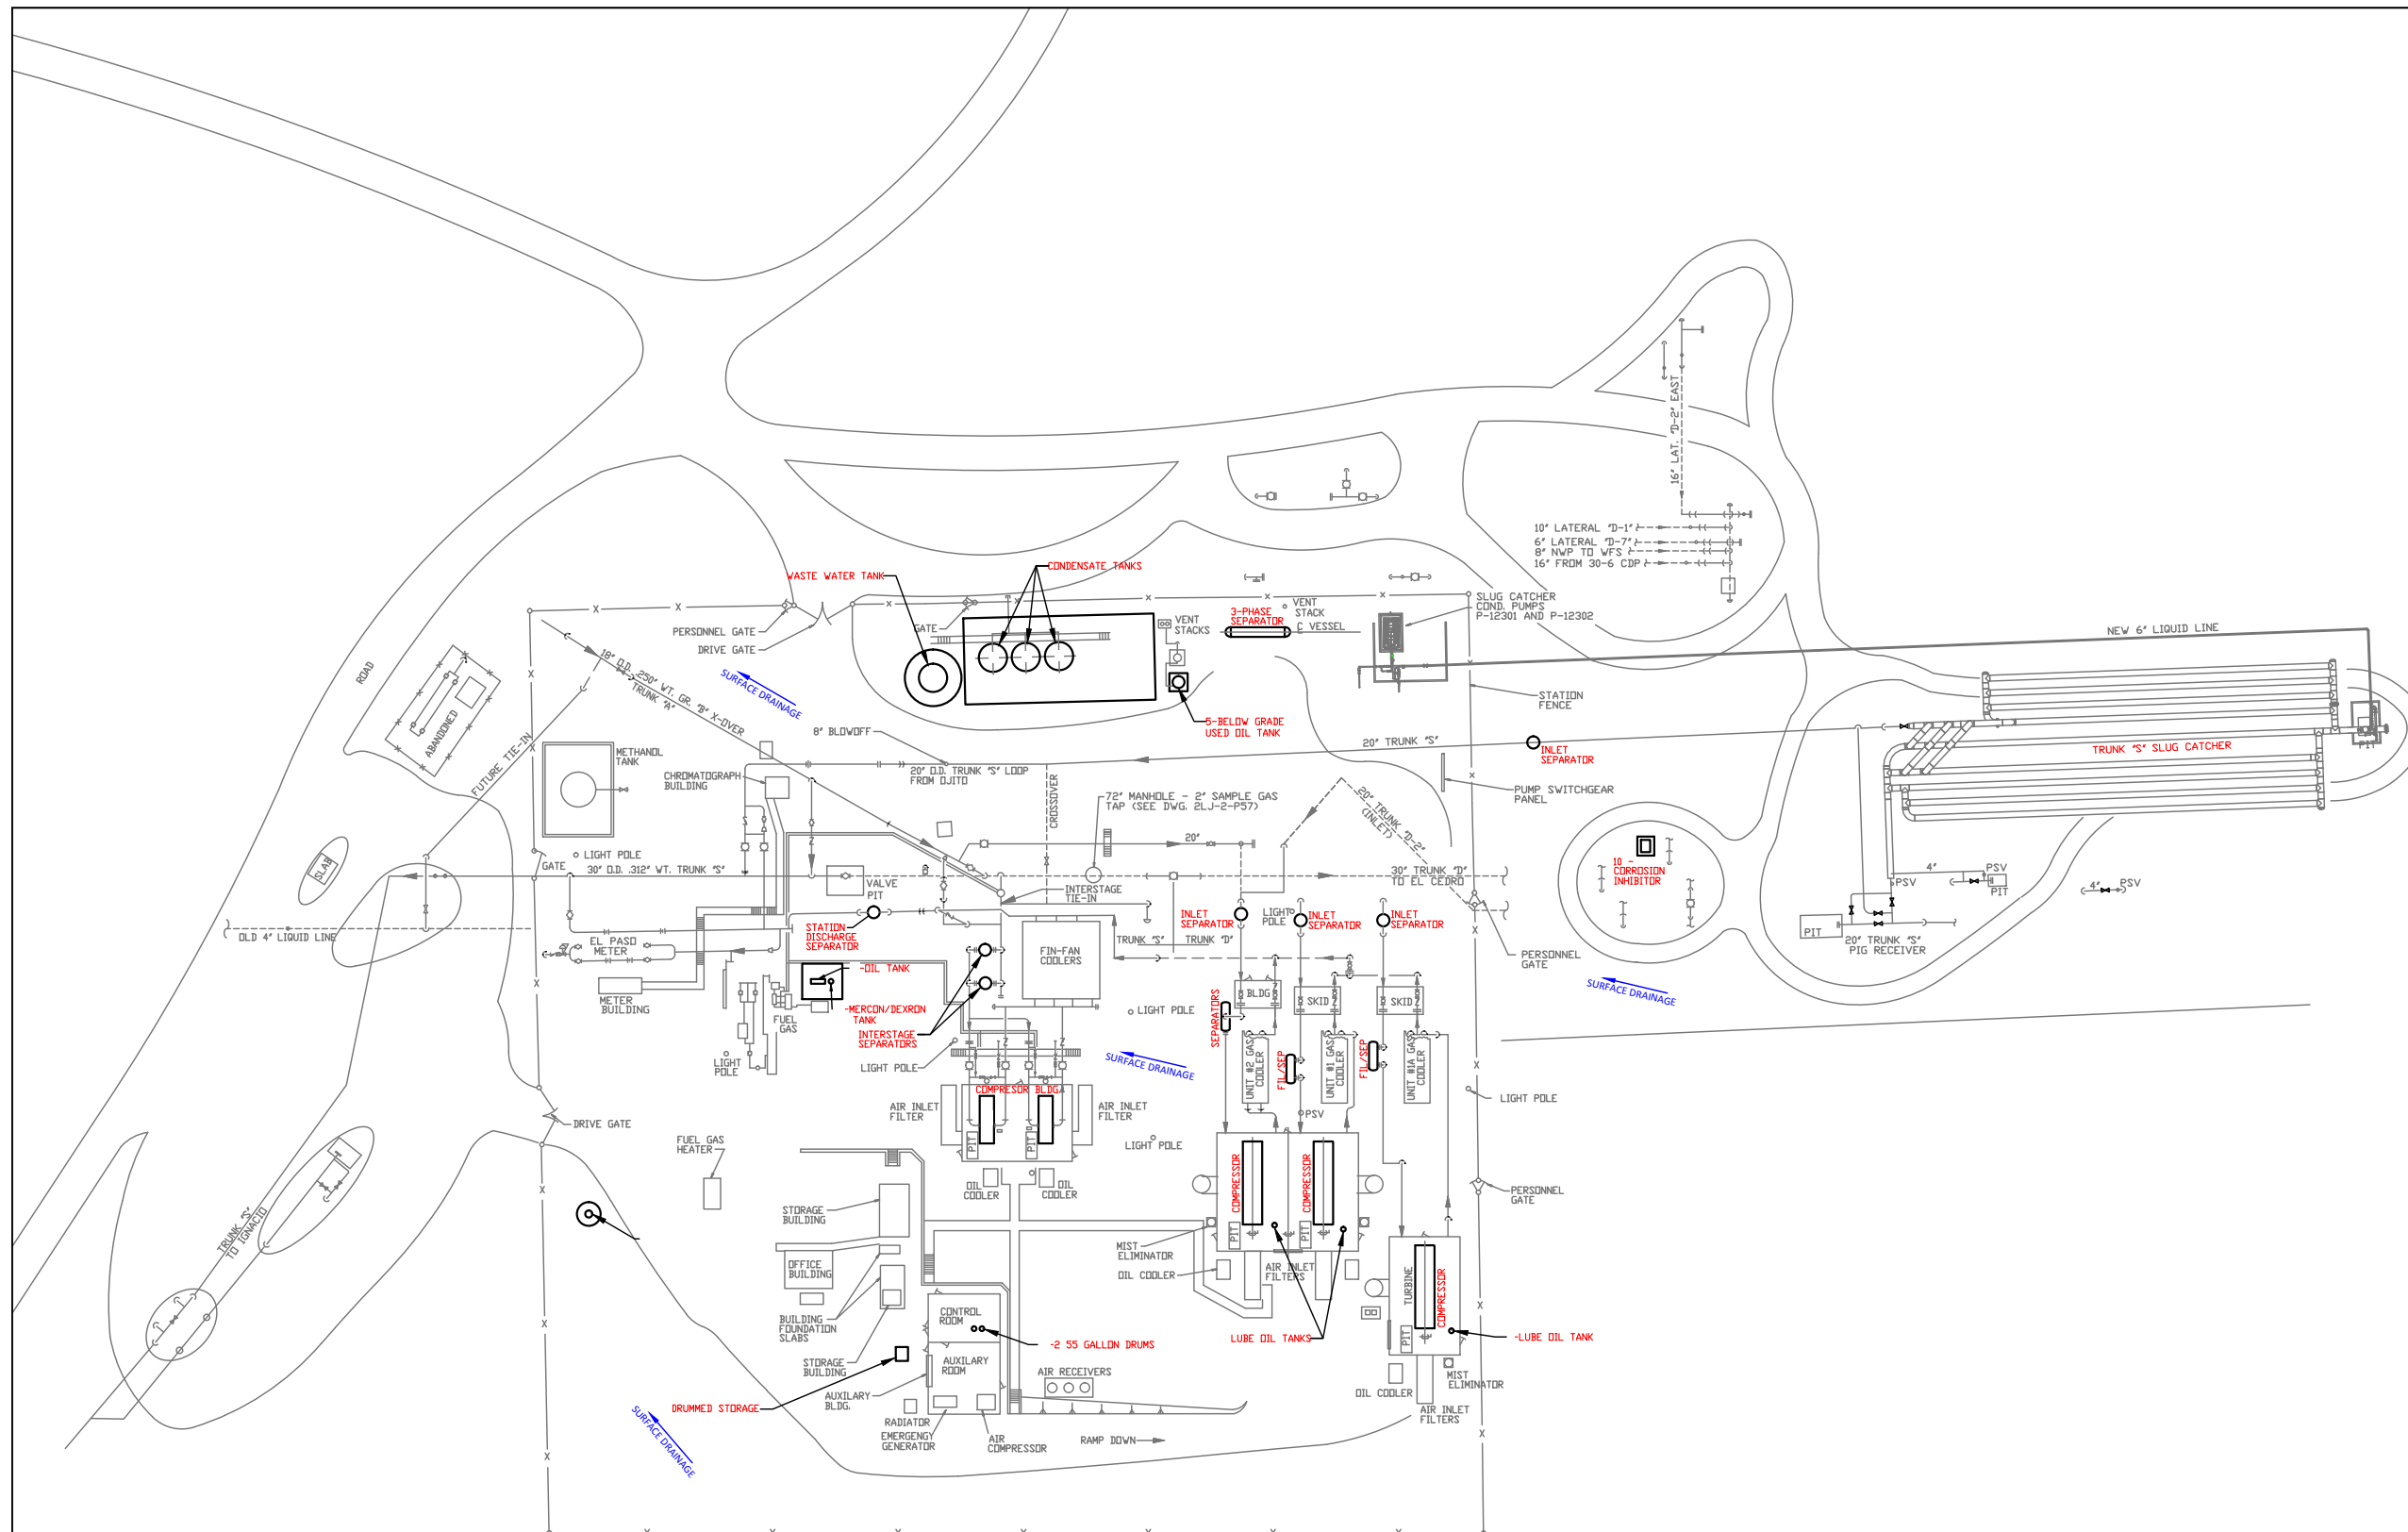 16" LAT. "D-2" EAST
10" LATERAL "D-1"
6" LATERAL "D-7"
8" NWP TO WFS
16" FROM 30-6 CDP
WASTE WATER TANK
CONDENSATE TANKS
PERSONNEL GATE
DRIVE GATE
GATE
VENT
STACKS
3-PHASE
SEPARATOR
VENT
STACK
C VESSEL
SLUG CATCHER
COND. PUMPS
P-12301 AND P-12302
NEW 6" LIQUID LINE
ROAD
ABANDONED
18" O.D. .250" WT. GR. "B" X-OVER
TRUNK "A"
SURFACE DRAINAGE
STATION
FENCE
5-BELOW GRADE
USED OIL TANK
8" BLOWOFF
FUTURE TIE-IN
METHANOL
TANK
CHROMATOGRAPH
BUILDING
20" O.D. TRUNK "S" LOOP
FROM OJITO
CROSSOVER
20" TRUNK "S"
INLET
SEPARATOR
TRUNK "S" SLUG CATCHER
PIT
72" MANHOLE - 2" SAMPLE GAS
TAP (SEE DWG. 2LJ-2-P57)
20" TRUNK "D-2"
(INLET)
PUMP SWITCHGEAR
PANEL
20"
SLAB
GATE
LIGHT POLE
30" O.D. .312" WT. TRUNK "S"
VALVE
PIT
8"
INTERSTAGE
TIE-IN
30" TRUNK "D"
TO EL CEDRO
10 -
CORROSION
INHIBITOR
4"
PSV
PSV
PIT
4"
PSV
PIT
20" TRUNK "S"
PIG RECEIVER
OLD 4" LIQUID LINE
EL PASO
METER
STATION
DISCHARGE
SEPARATOR
FIN-FAN
COOLERS
TRUNK "S"
TRUNK "D"
INLET
SEPARATOR
LIGHT
POLE
INLET
SEPARATOR
INLET
SEPARATOR
PERSONNEL
GATE
SURFACE DRAINAGE
METER
BUILDING
FUEL
GAS
-OIL TANK
-MERCON/DEXRON
TANK
INTERSTAGE
SEPARATORS
LIGHT POLE
SEPARATORS
BLDG
SKID
SKID
LIGHT
POLE
LIGHT POLE
SURFACE DRAINAGE
UNIT #2 GAS
COOLER
FIL/SEP
UNIT #1 GAS
COOLER
FIL/SEP
UNIT #1A GAS
COOLER
COMPRESOR BLDG
AIR INLET
FILTER
AIR INLET
FILTER
PIT
PIT
PSV
LIGHT POLE
LIGHT POLE
DRIVE GATE
FUEL GAS
HEATER
OIL
COOLER
OIL
COOLER
STORAGE
BUILDING
COMPRESSOR
COMPRESSOR
PIT
PIT
PERSONNEL
GATE
TRUNK "S"
TO IGNACIO
MIST
ELIMINATOR
OIL COOLER
AIR INLET
FILTERS
OFFICE
BUILDING
TURBINE
COMPRESSOR
PIT
BUILDING
FOUNDATION
SLABS
CONTROL
ROOM
-2 55 GALLON DRUMS
LUBE OIL TANKS
-LUBE OIL TANK
STORAGE
BUILDING
AUXILARY
ROOM
AIR RECEIVERS
OIL COOLER
MIST
ELIMINATOR
AUXILARY
BLDG.
DRUMMED STORAGE
RADIATOR
EMERGENCY
GENERATOR
AIR
COMPRESSOR
RAMP DOWN
AIR INLET
FILTERS
SURFACE DRAINAGE